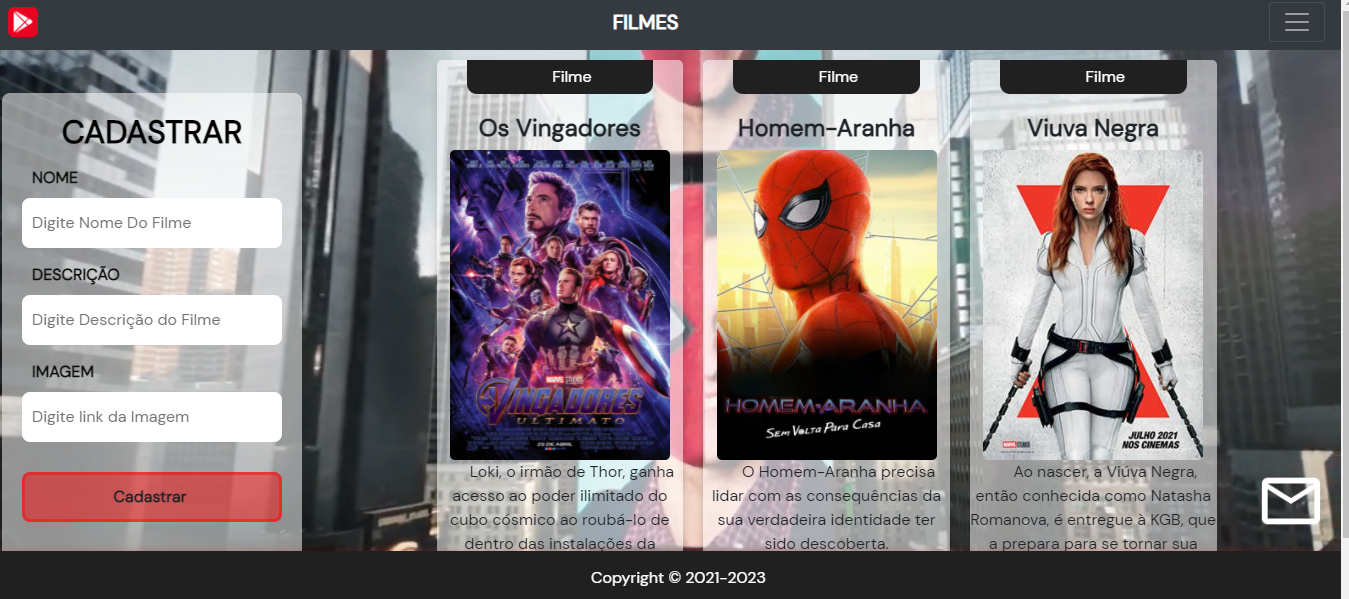 FILMES
CADASTRAR
NOME
Digite Nome Do Filme
DESCRIÇÃO
Digite Descrição do Filme
IMAGEM
Digite link da Imagem
Cadastrar
Filme
Os Vingadores
MARVEL STUDIOS
VINGADORES
ULTIMATO
25 DE ABRIL
Loki, o irmão de Thor, ganha
acesso ao poder ilimitado do
cubo cósmico ao roubá-lo de
dentro das instalações da
Filme
Homem-Aranha
HOMEM-ARANHA
SEM VOLTA PARA CASA
O Homem-Aranha precisa
lidar com as consequências da
sua verdadeira identidade ter
sido descoberta.
Filme
Viuva Negra
MARVEL STUDIOS
JULHO 2021
NOS CINEMAS
Ao nascer, a Viúva Negra,
então conhecida como Natasha
Romanova, é entregue à KGB, que
a prepara para se tornar sua
Copyright © 2021-2023